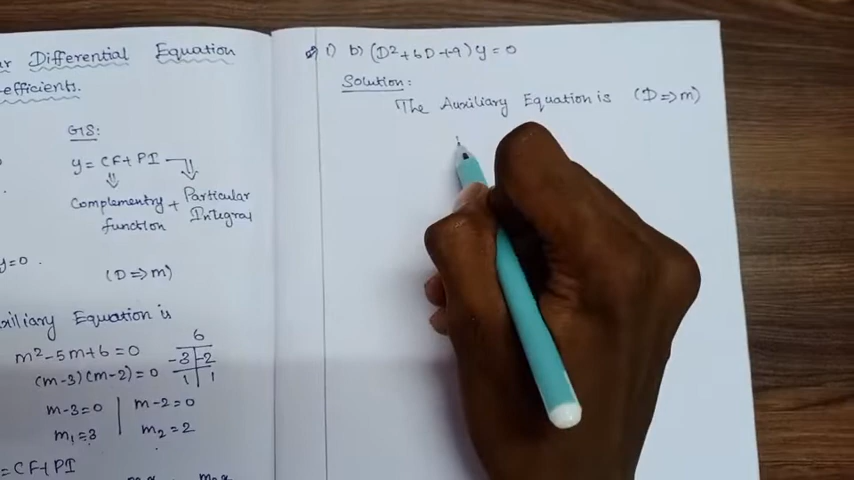 Differential Equation
efficients.
GS:
y = CF + PI
Complementry + Particular
function Integral
y=0.
(D⇒m)
Equation is
m²-5m+6=0
(m-3)(m-2)=0
6
-3 -2
1 1
m-3=0 | m-2=0
m₁=3 | m₂=2
=CF+PI
1) b) (D²+6D+9)y=0
Solution:
The Auxiliary Equation is (D⇒m)